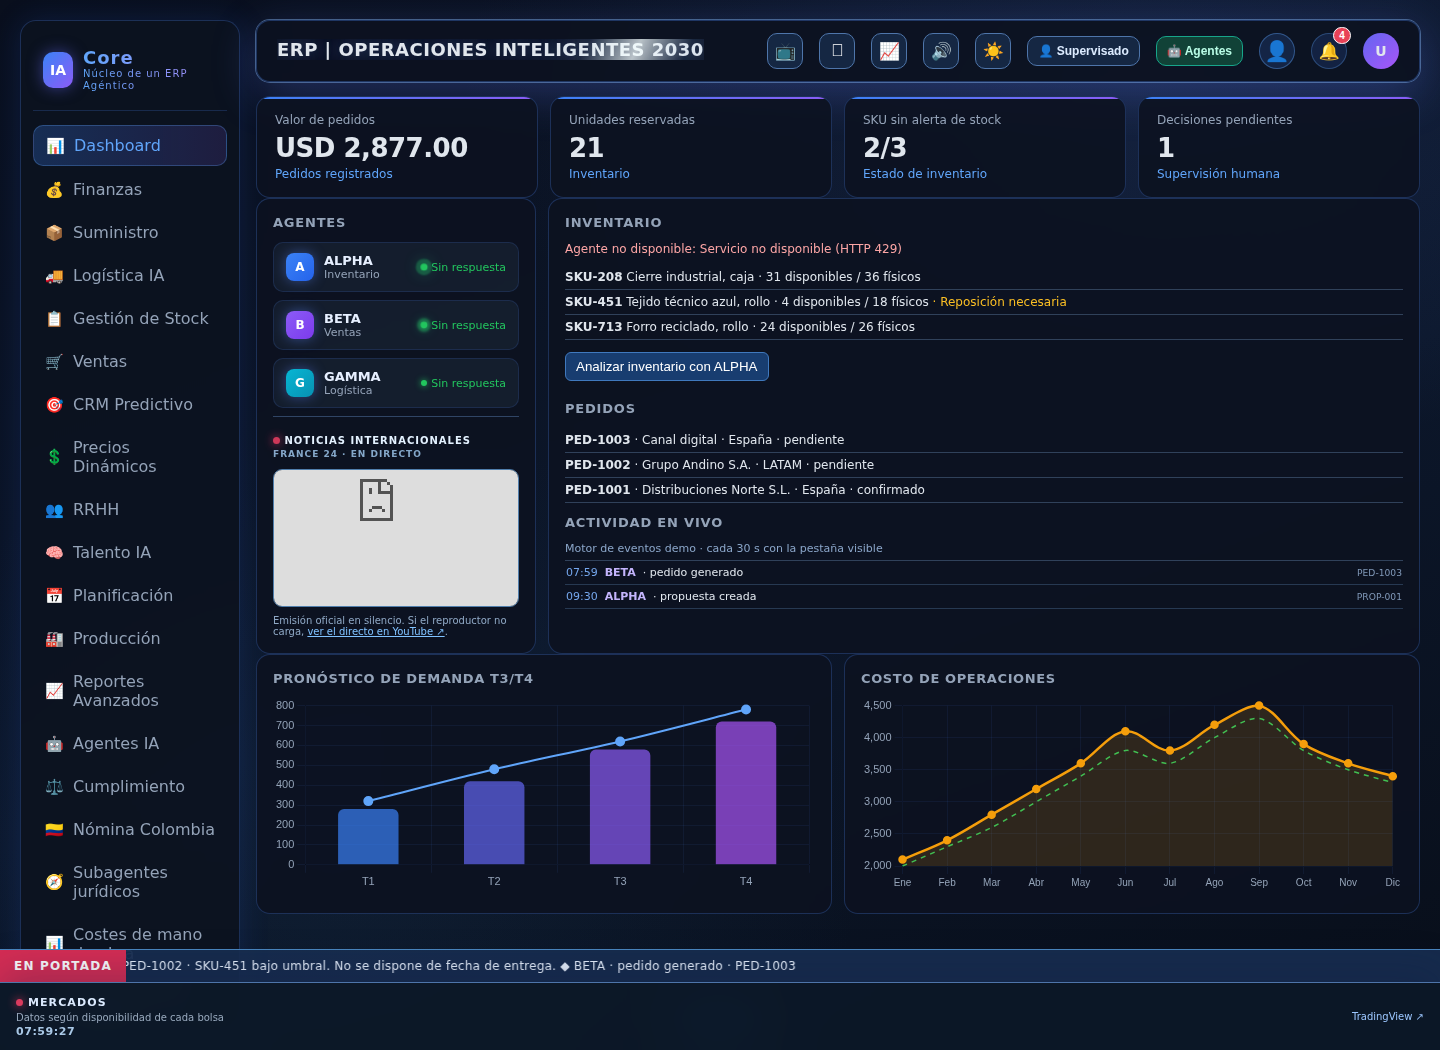 IA
Core
Núcleo de un ERP
Agéntico
Dashboard
Finanzas
Suministro
Logística IA
Gestión de Stock
Ventas
CRM Predictivo
Precios
Dinámicos
RRHH
Talento IA
Planificación
Producción
Reportes
Avanzados
Agentes IA
Cumplimiento
Nómina Colombia
Subagentes
jurídicos
Costes de mano
ERP | OPERACIONES INTELIGENTES 2030
Supervisado
Agentes
4
U
Valor de pedidos
USD 2,877.00
Pedidos registrados
Unidades reservadas
21
Inventario
SKU sin alerta de stock
2/3
Estado de inventario
Decisiones pendientes
1
Supervisión humana
AGENTES
A
ALPHA
Inventario
Sin respuesta
B
BETA
Ventas
Sin respuesta
G
GAMMA
Logística
Sin respuesta
NOTICIAS INTERNACIONALES
FRANCE 24 · EN DIRECTO
Emisión oficial en silencio. Si el reproductor no
carga, ver el directo en YouTube ↗.
INVENTARIO
Agente no disponible: Servicio no disponible (HTTP 429)
SKU-208 Cierre industrial, caja · 31 disponibles / 36 físicos
SKU-451 Tejido técnico azul, rollo · 4 disponibles / 18 físicos · Reposición necesaria
SKU-713 Forro reciclado, rollo · 24 disponibles / 26 físicos
Analizar inventario con ALPHA
PEDIDOS
PED-1003 · Canal digital · España · pendiente
PED-1002 · Grupo Andino S.A. · LATAM · pendiente
PED-1001 · Distribuciones Norte S.L. · España · confirmado
ACTIVIDAD EN VIVO
Motor de eventos demo · cada 30 s con la pestaña visible
07:59 BETA · pedido generado PED-1003
09:30 ALPHA · propuesta creada PROP-001
PRONÓSTICO DE DEMANDA T3/T4
800
700
600
500
400
300
200
100
0
T1 T2 T3 T4
COSTO DE OPERACIONES
4,500
4,000
3,500
3,000
2,500
2,000
Ene Feb Mar Abr May Jun Jul Ago Sep Oct Nov Dic
EN PORTADA
PED-1002 · SKU-451 bajo umbral. No se dispone de fecha de entrega. ◆ BETA · pedido generado · PED-1003
MERCADOS
Datos según disponibilidad de cada bolsa
07:59:27
TradingView ↗